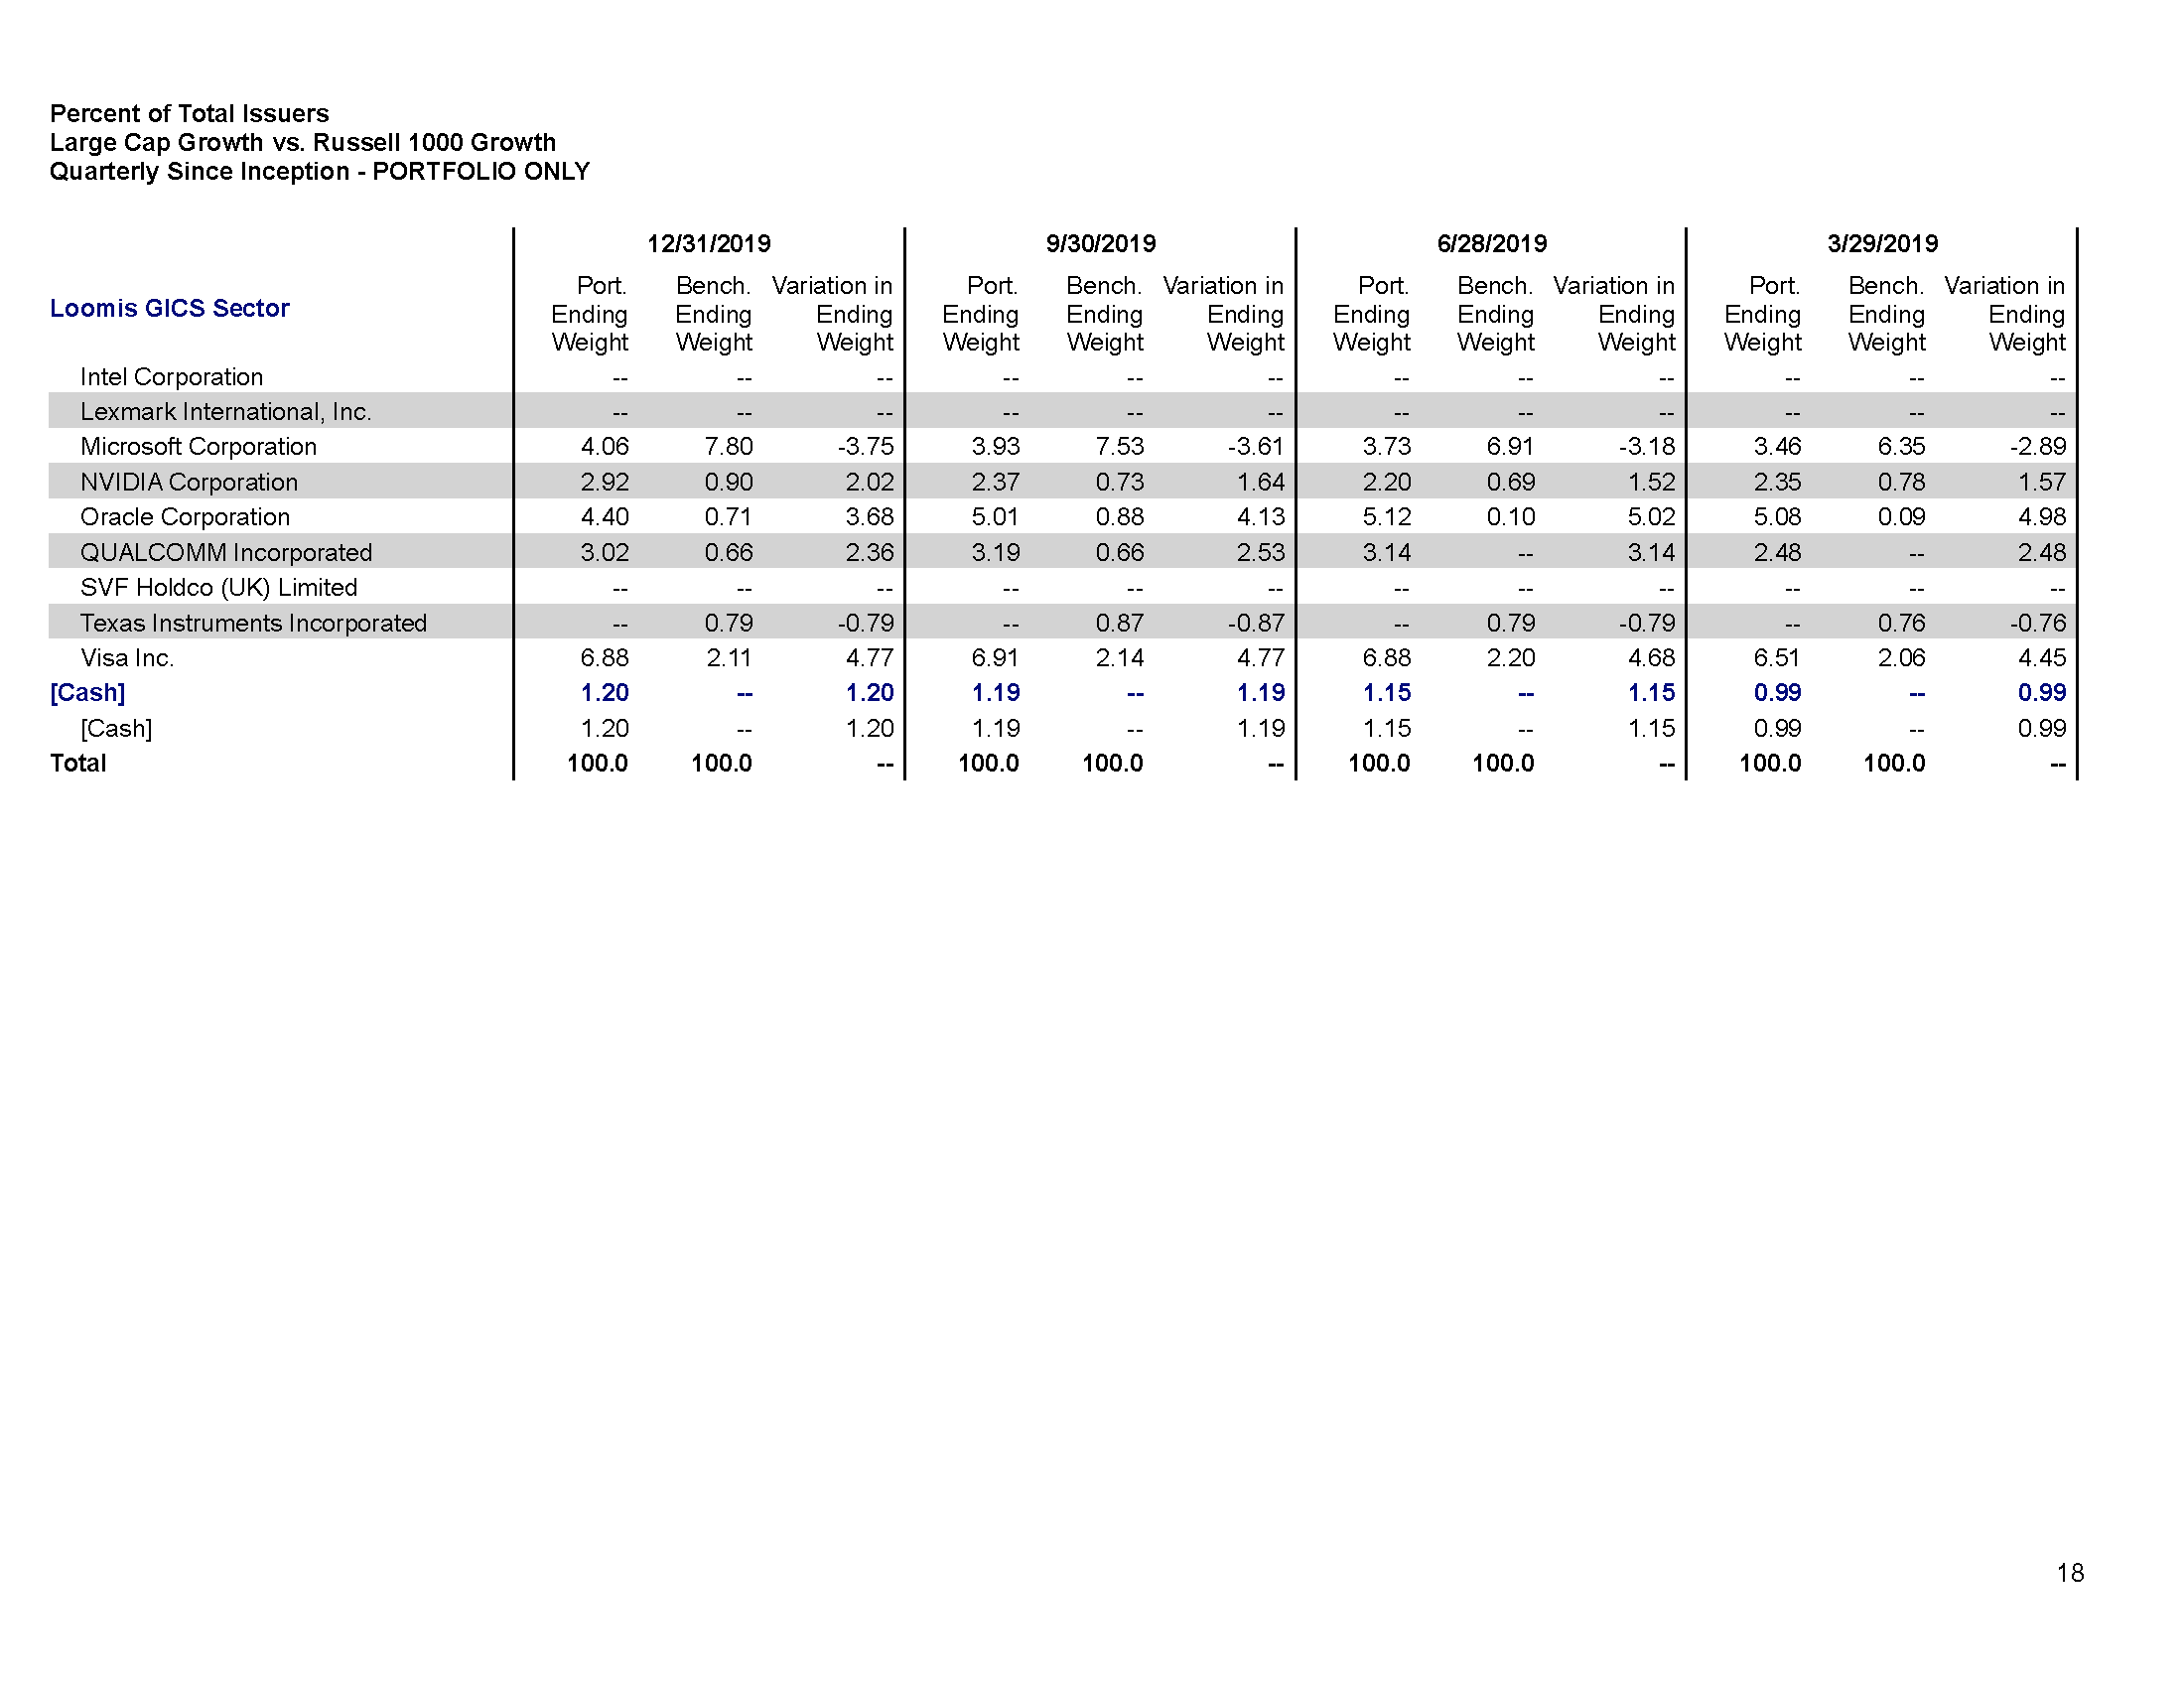 Percent of Total Issuers
Large Cap Growth vs. Russell 1000 Growth
Quarterly Since Inception - PORTFOLIO ONLY
12/31/2019 9/30/2019 6/28/2019 3/29/2019
Port. Bench. Variation in Port. Bench. Variation in Port. Bench. Variation in Port. Bench. Variation in
Loomis GICS Sector Ending Ending Ending Ending Ending Ending Ending Ending Ending Ending Ending Ending
Weight Weight Weight Weight Weight Weight Weight Weight Weight Weight Weight Weight
Intel Corporation -- -- -- -- -- -- -- -- -- -- -- --
Lexmark International, Inc. -- -- -- -- -- -- -- -- -- -- -- --
Microsoft Corporation 4.06 7.80 -3.75 3.93 7.53 -3.61 3.73 6.91 -3.18 3.46 6.35 -2.89
NVIDIA Corporation 2.92 0.90 2.02 2.37 0.73 1.64 2.20 0.69 1.52 2.35 0.78 1.57
Oracle Corporation 4.40 0.71 3.68 5.01 0.88 4.13 5.12 0.10 5.02 5.08 0.09 4.98
QUALCOMM Incorporated 3.02 0.66 2.36 3.19 0.66 2.53 3.14 -- 3.14 2.48 -- 2.48
SVF Holdco (UK) Limited -- -- -- -- -- -- -- -- -- -- -- --
Texas Instruments Incorporated -- 0.79 -0.79 -- 0.87 -0.87 -- 0.79 -0.79 -- 0.76 -0.76
Visa Inc. 6.88 2.11 4.77 6.91 2.14 4.77 6.88 2.20 4.68 6.51 2.06 4.45
[Cash] 1.20 -- 1.20 1.19 -- 1.19 1.15 -- 1.15 0.99 -- 0.99
[Cash] 1.20 -- 1.20 1.19 -- 1.19 1.15 -- 1.15 0.99 -- 0.99
Total 100.0 100.0 -- 100.0 100.0 -- 100.0 100.0 -- 100.0 100.0 --
18